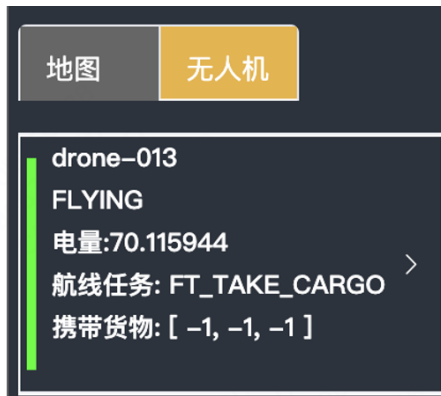 地图 无人机
drone-013
FLYING
电量:70.115944
航线任务: FT_TAKE_CARGO
携带货物: [ -1, -1, -1 ]